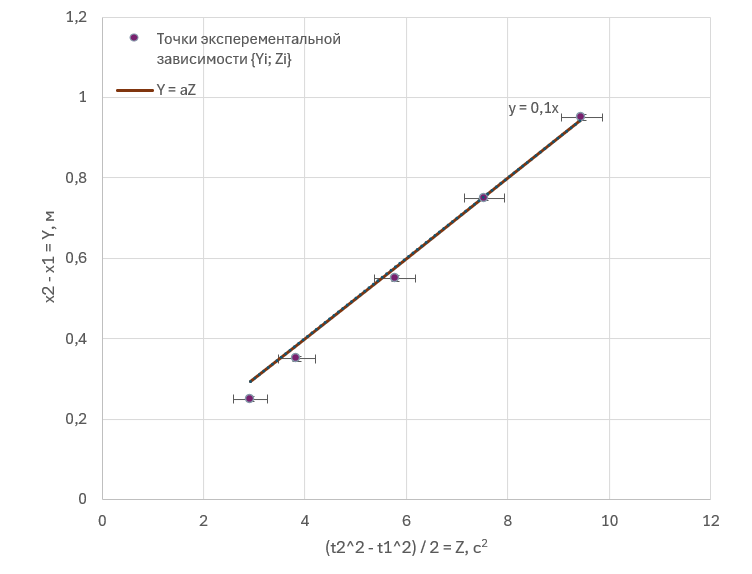 1,2
Точки эксперементальной
зависимости {Yi; Zi}
Y = aZ
1
y = 0,1x
0,8
x2 - x1 = Y, м
0,6
0,4
0,2
0
0 2 4 6 8 10 12
(t2^2 - t1^2) / 2 = Z, c²